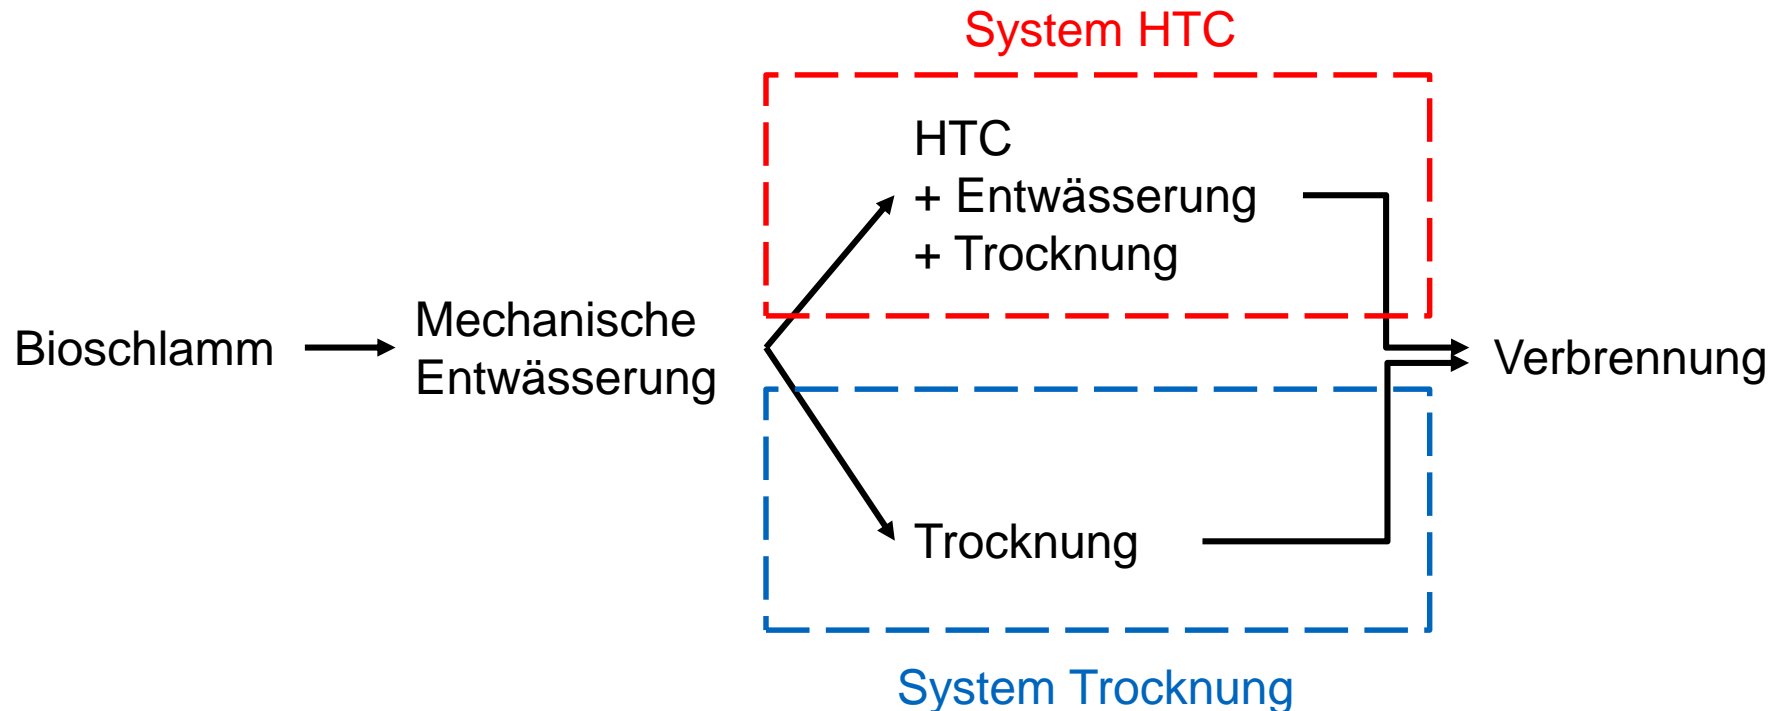 System HTC
HTC
+ Entwässerung
+ Trocknung
Bioschlamm
Mechanische
Entwässerung
Verbrennung
Trocknung
System Trocknung